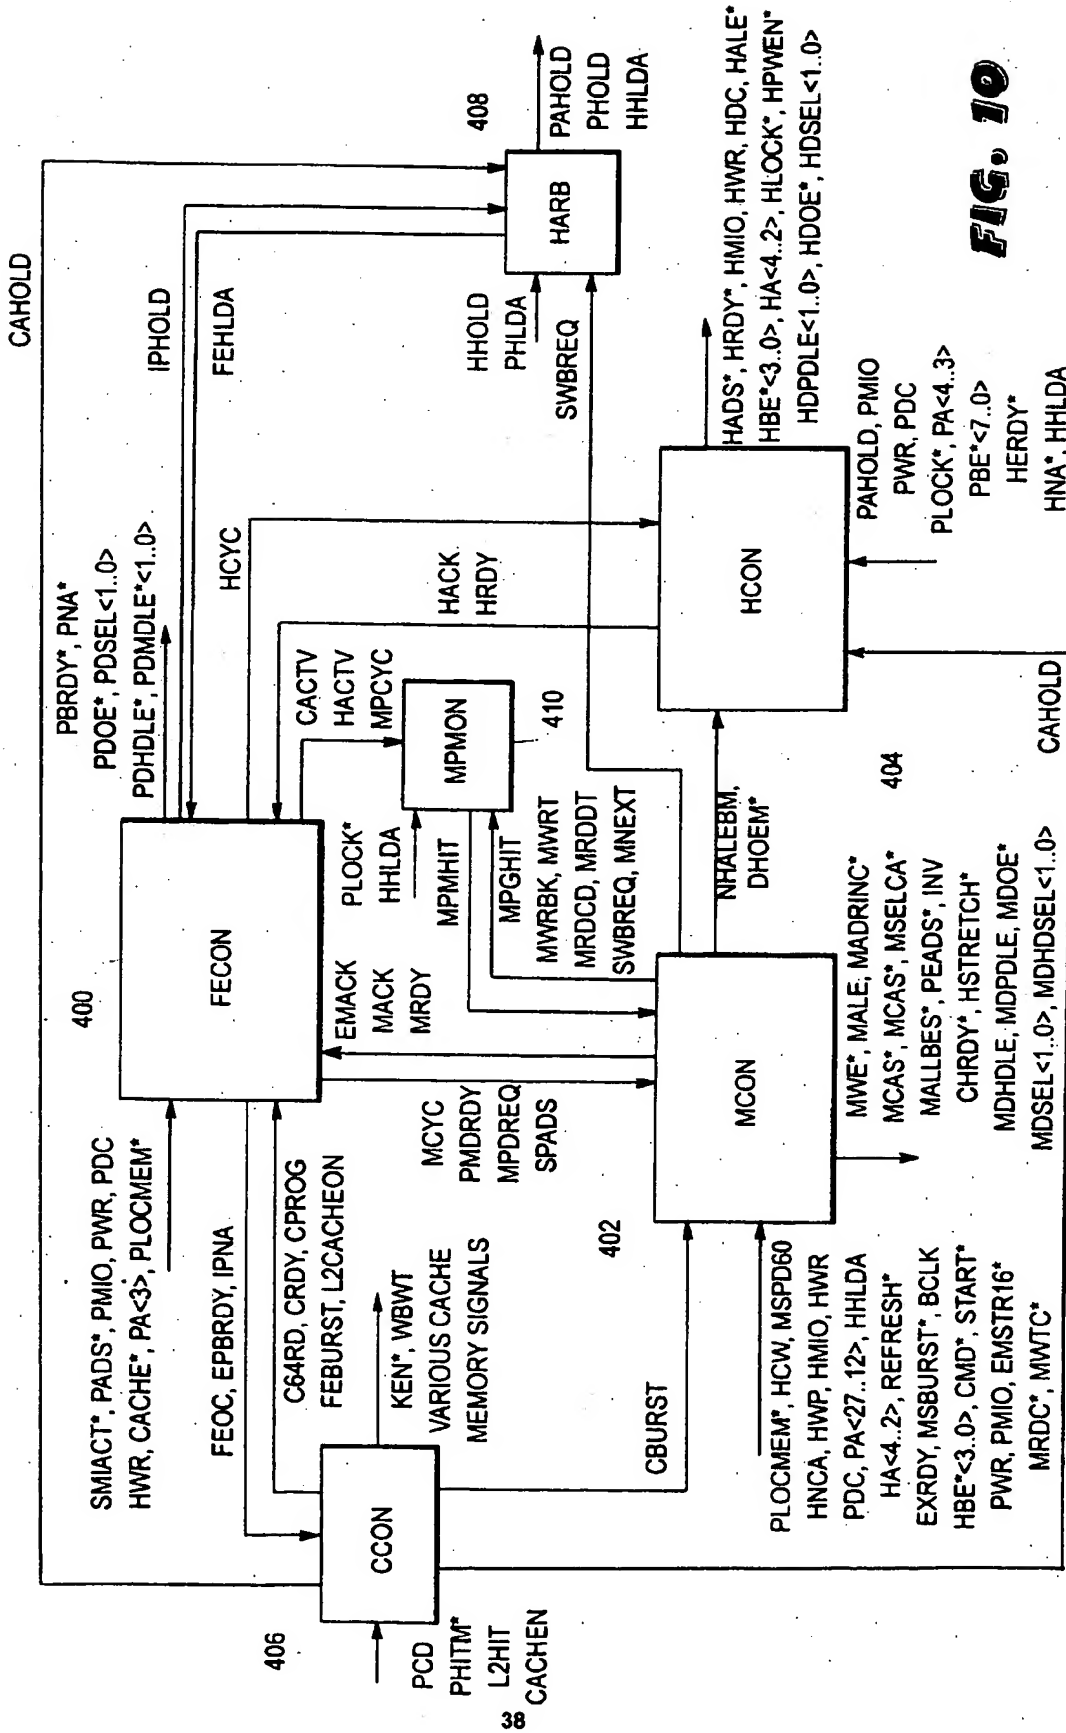 CAHOLD
408
PAHOLD
PHOLD
HHLDA
HARB
IPHOLD
FEHLDA
HHOLD
PHLDA
SWBREQ
PBRDY*, PNA*
PDOE*, PDSEL<1..0>
PDHDLE*, PDMDLE*<1..0>
HCYC
HACK
HRDY
CACTV
HACTV
MPCYC
MPMON
410
PLOCK*
HHLDA
MPMHIT
MPGHIT
MWRBK, MWRT
MRDCD, MRDDT
SWBREQ, MNEXT
400
FECON
EMACK
MACK
MRDY
MCYC
PMDRDY
MPDREQ
SPADS
SMIACT*, PADS*, PMIO, PWR, PDC
HWR, CACHE*, PA<3>, PLOCMEM*
FEOC, EPBRDY, IPNA
C64RD, CRDY, CPROG
FEBURST, L2CACHEON
KEN*, WBWT
VARIOUS CACHE
MEMORY SIGNALS
406
CCON
PCD
PHITM*
L2HIT
CACHEN
CBURST
402
MCON
PLOCMEM*, HCW, MSPD60
HNCA, HWP, HMIO, HWR
PDC, PA<27..12>, HHLDA
HA<4..2>, REFRESH*
EXRDY, MSBURST*, BCLK
HBE*<3..0>, CMD*, START*
PWR, PMIO, EMSTR16*
MRDC*, MWTC*
MWE*, MALE, MADRINC*
MCAS*, MCAS*, MSELCA*
MALLBES*, PEADS*, INV
CHRDY*, HSTRETCH*
MDHDLE, MDPDLE, MDOE*
MDSEL<1..0>, MDHDSEL<1..0>
NHALEBM,
DHOEM*
404
HCON
HADS*, HRDY*, HMIO, HWR, HDC, HALE*
HBE*<3..0>, HA<4..2>, HLOCK*, HPWEN*
HDPDLE<1..0>, HDOE*, HDSEL<1..0>
PAHOLD, PMIO
PWR, PDC
PLOCK*, PA<4..3>
PBE*<7..0>
HERDY*
HNA*, HHLDA
CAHOLD
FIG. 10
38